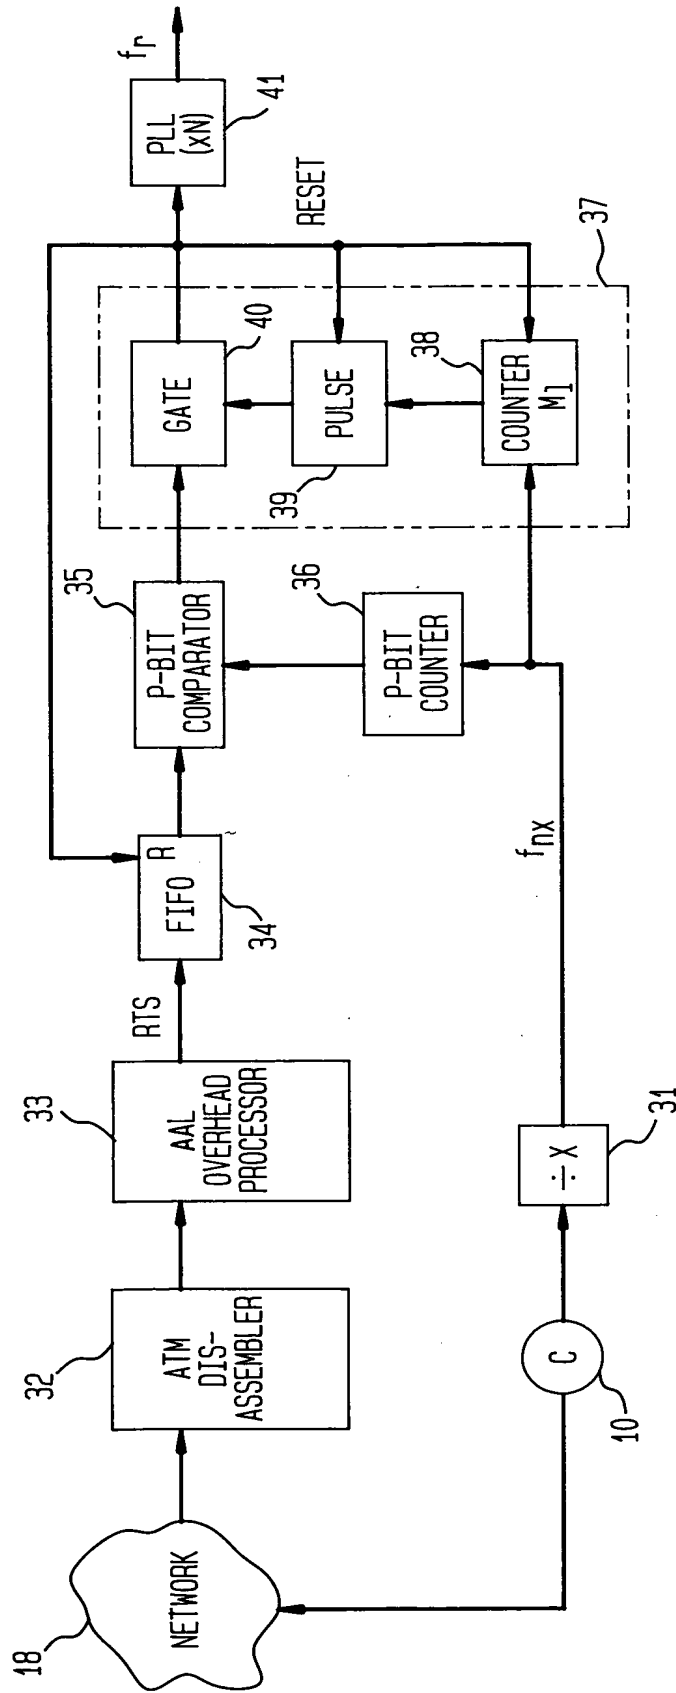 18
NETWORK
32
ATM
DIS-
ASSEMBLER
33
AAL
OVERHEAD
PROCESSOR
RTS
FIFO
R
34
35
P-BIT
COMPARATOR
36
P-BIT
COUNTER
GATE
40
PULSE
39
38
COUNTER
M1
37
RESET
PLL
(xN)
41
fr
C
10
÷ X
31
fnx